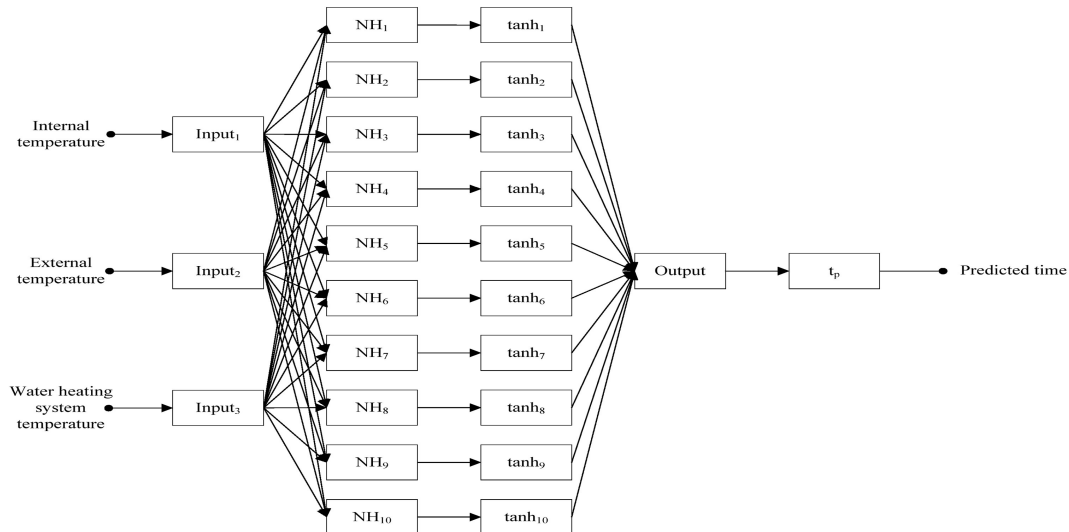 Internal
temperature
Input₁
External
temperature
Input₂
Water heating
system
temperature
Input₃
NH₁
NH₂
NH₃
NH₄
NH₅
NH₆
NH₇
NH₈
NH₉
NH₁₀
tanh₁
tanh₂
tanh₃
tanh₄
tanh₅
tanh₆
tanh₇
tanh₈
tanh₉
tanh₁₀
Output
tₚ
Predicted time